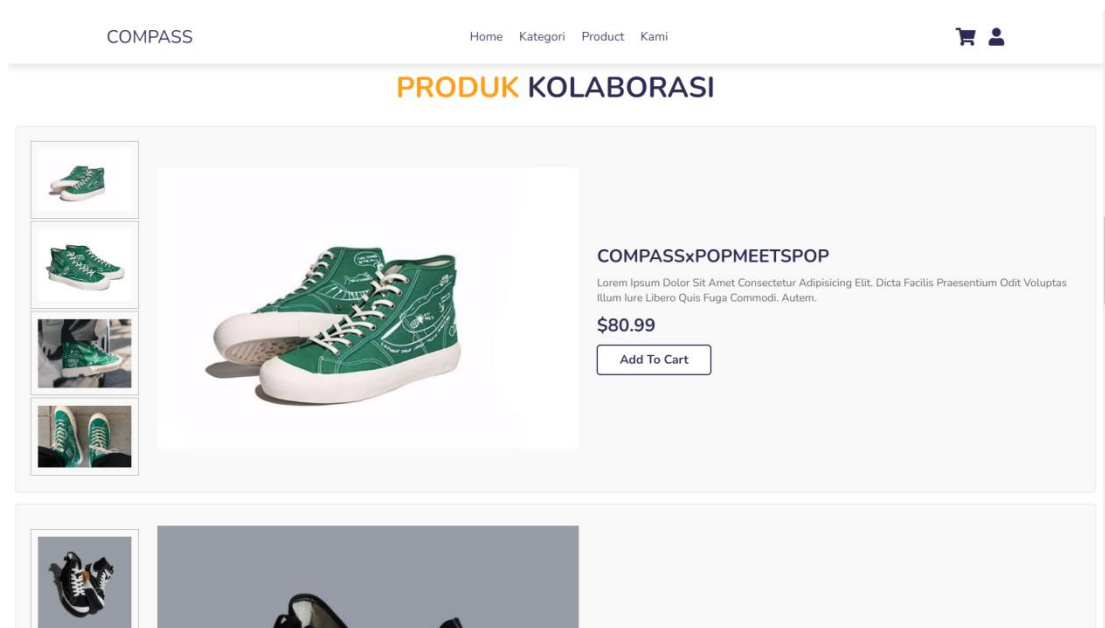 COMPASS
Home Kategori Product Kami
PRODUK KOLABORASI
COMPASSxPOPMEETSPOP
Lorem Ipsum Dolor Sit Amet Consectetur Adipisicing Elit. Dicta Facilis Praesentium Odit Voluptas
Illum Iure Libero Quis Fuga Commodi. Autem.
$80.99
Add To Cart